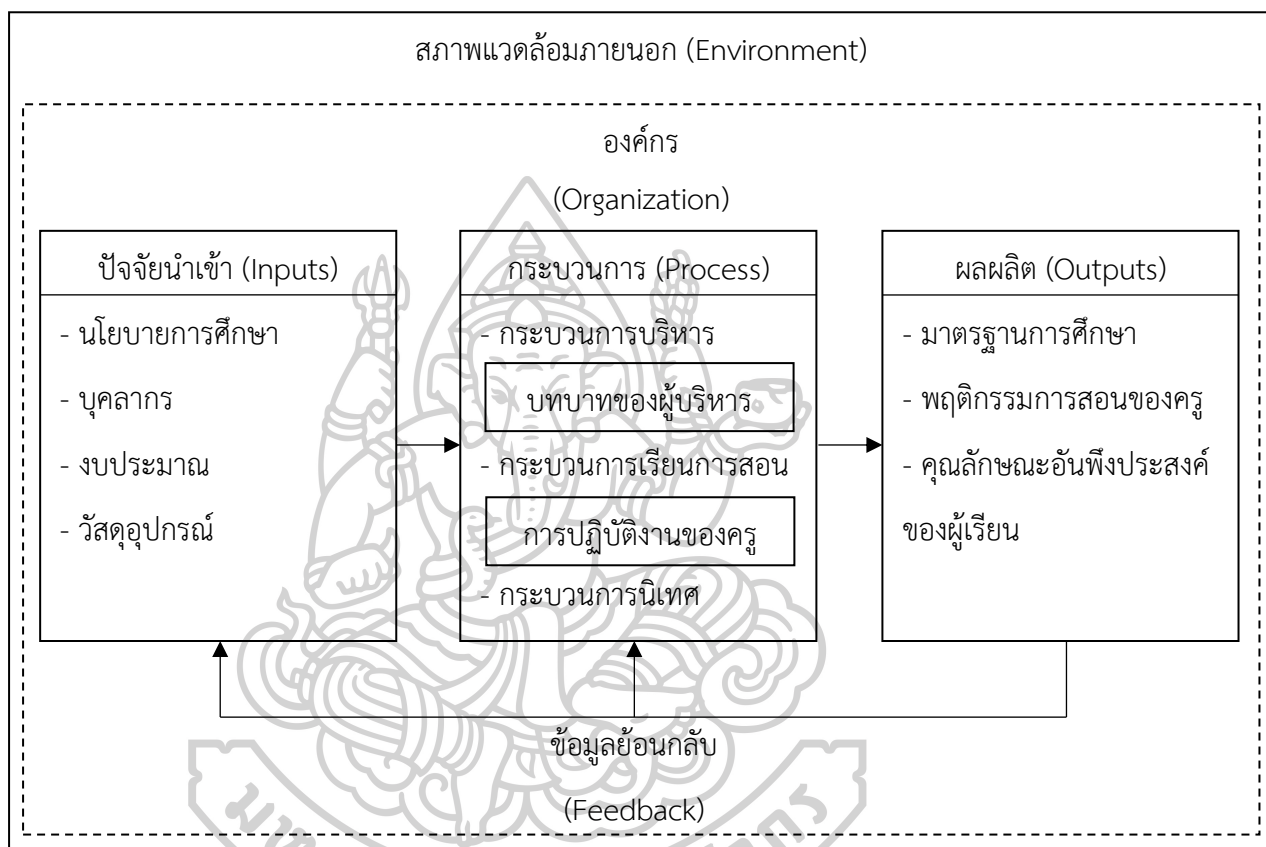 สภาพแวดล้อมภายนอก (Environment)
องค์กร
(Organization)
ปัจจัยนำเข้า (Inputs)
- นโยบายการศึกษา
- บุคลากร
- งบประมาณ
- วัสดุอุปกรณ์
กระบวนการ (Process)
- กระบวนการบริหาร
บทบาทของผู้บริหาร
- กระบวนการเรียนการสอน
การปฏิบัติงานของครู
- กระบวนการนิเทศ
ผลผลิต (Outputs)
- มาตรฐานการศึกษา
- พฤติกรรมการสอนของครู
- คุณลักษณะอันพึงประสงค์
ของผู้เรียน
ข้อมูลย้อนกลับ
(Feedback)